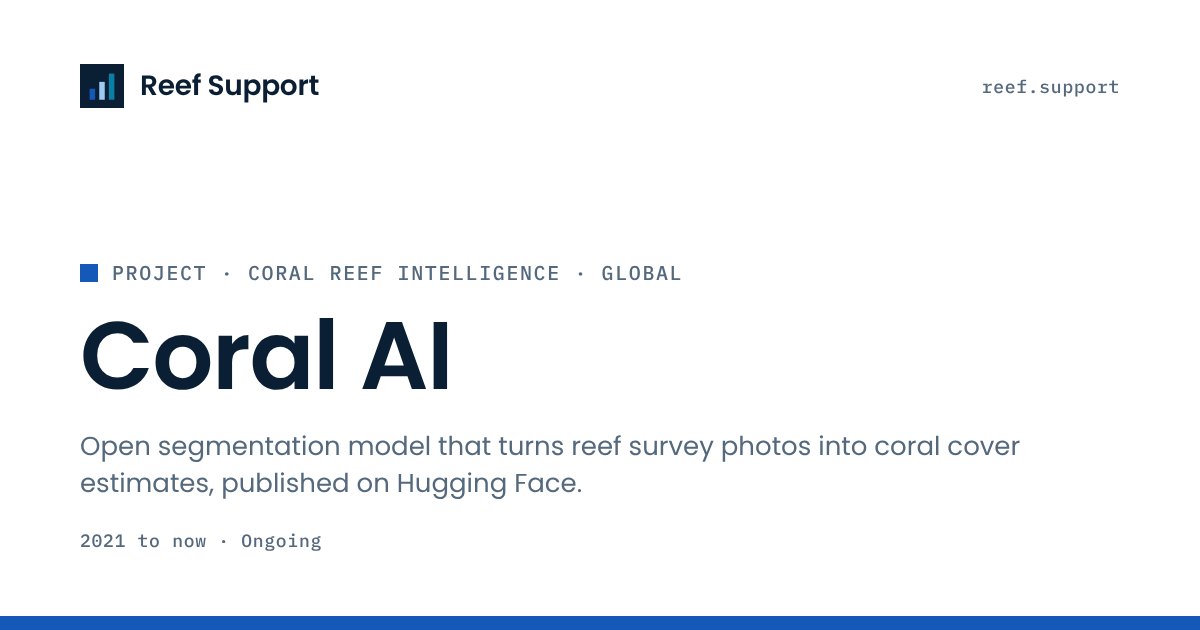 Reef Support
reef.support
PROJECT · CORAL REEF INTELLIGENCE · GLOBAL
Coral AI
Open segmentation model that turns reef survey photos into coral cover
estimates, published on Hugging Face.
2021 to now · Ongoing